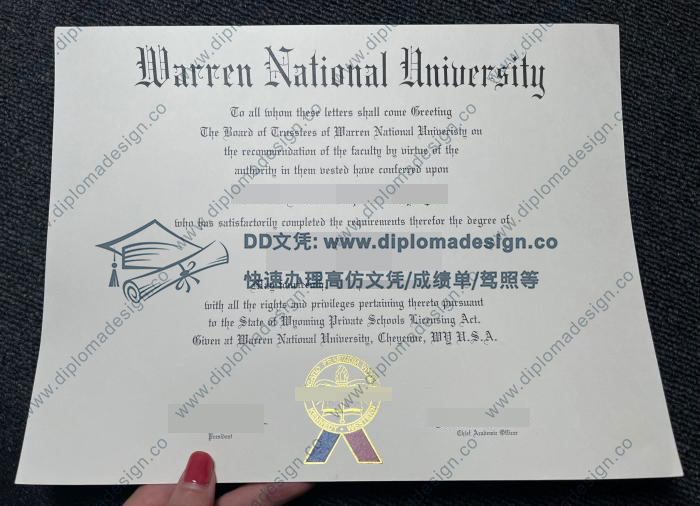 Warren National University
To all whom these letters shall come Greeting
The Board of Trusstees of Warren National Univeristy on
the recommendation of the faculty by virtue of the
authority in them vested have conferred upon
who has satisfactorily completed the requirements therefor the degree of
DD文凭: www.diplomadesign.co
快速办理高仿文凭/成绩单/驾照等
with all the rights and privileges pertaining thereto pursuant
to the State of Wyoming Private Schools Licensing Act.
Given at Warren National University, Cheyenne, WY U.S.A.
President
Chief Academic Officer
www.diplomadesign.co